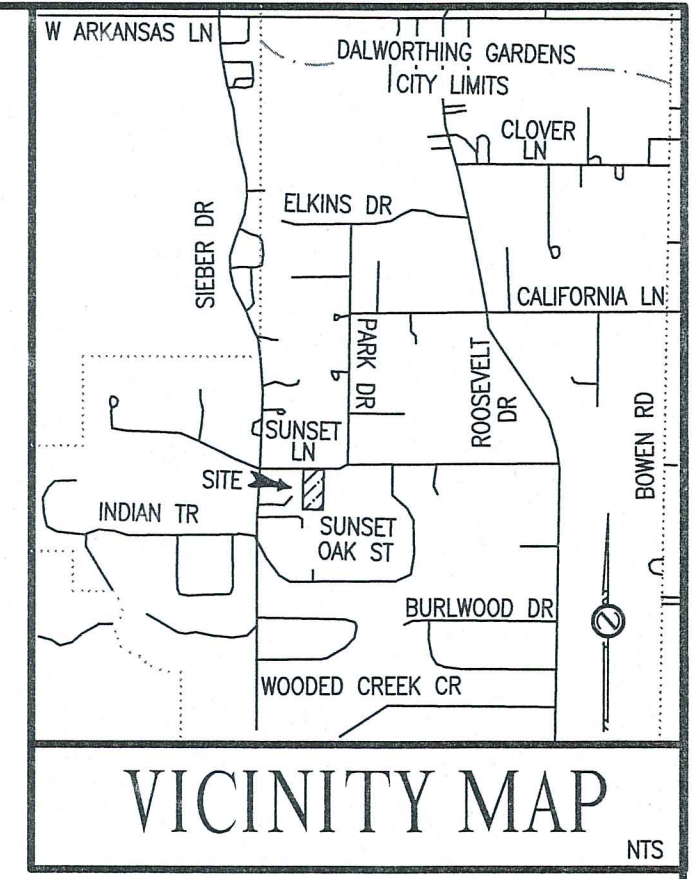 W ARKANSAS LN
DALWORTHING GARDENS
CITY LIMITS
CLOVER
LN
ELKINS DR
SIEBER DR
CALIFORNIA LN
PARK DR
ROOSEVELT
DR
BOWEN RD
SUNSET
LN
SITE
INDIAN TR
SUNSET
OAK ST
BURLWOOD DR
WOODED CREEK CR
VICINITY MAP
NTS